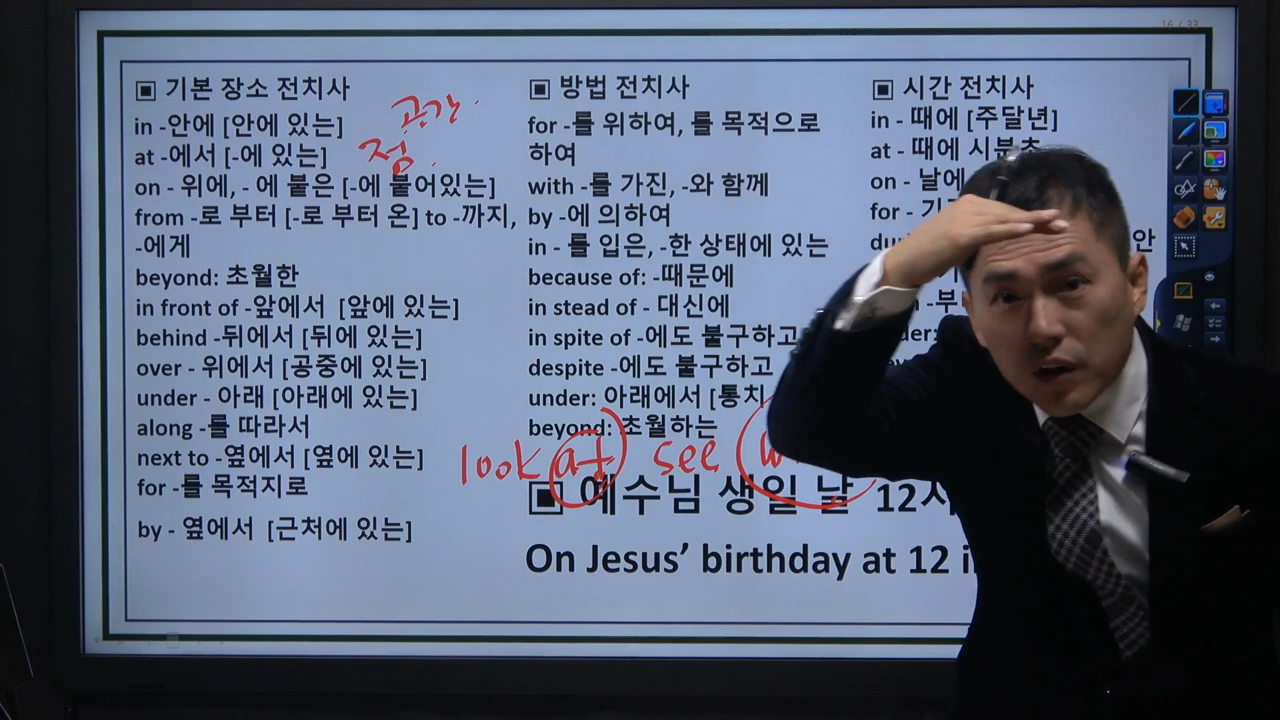 16 / 33
▣ 기본 장소 전치사
공간
in -안에 [안에 있는]
at -에서 [-에 있는]
점
on - 위에, - 에 붙은 [-에 붙어있는]
from -로 부터 [-로 부터 온] to -까지,
-에게
beyond: 초월한
in front of -앞에서 [앞에 있는]
behind -뒤에서 [뒤에 있는]
over - 위에서 [공중에 있는]
under - 아래 [아래에 있는]
along -를 따라서
next to -옆에서 [옆에 있는]
for -를 목적지로
by - 옆에서 [근처에 있는]
▣ 방법 전치사
for -를 위하여, 를 목적으로
하여
with -를 가진, -와 함께
by -에 의하여
in - 를 입은, -한 상태에 있는
because of: -때문에
in stead of - 대신에
in spite of -에도 불구하고
despite -에도 불구하고
under: 아래에서 [통치
beyond: 초월하는
look at see
▣ 시간 전치사
in - 때에 [주달년]
at - 때에 시분초
on - 날에
for -
안
-부
▣ 예수님 생일 날 12시
On Jesus’ birthday at 12